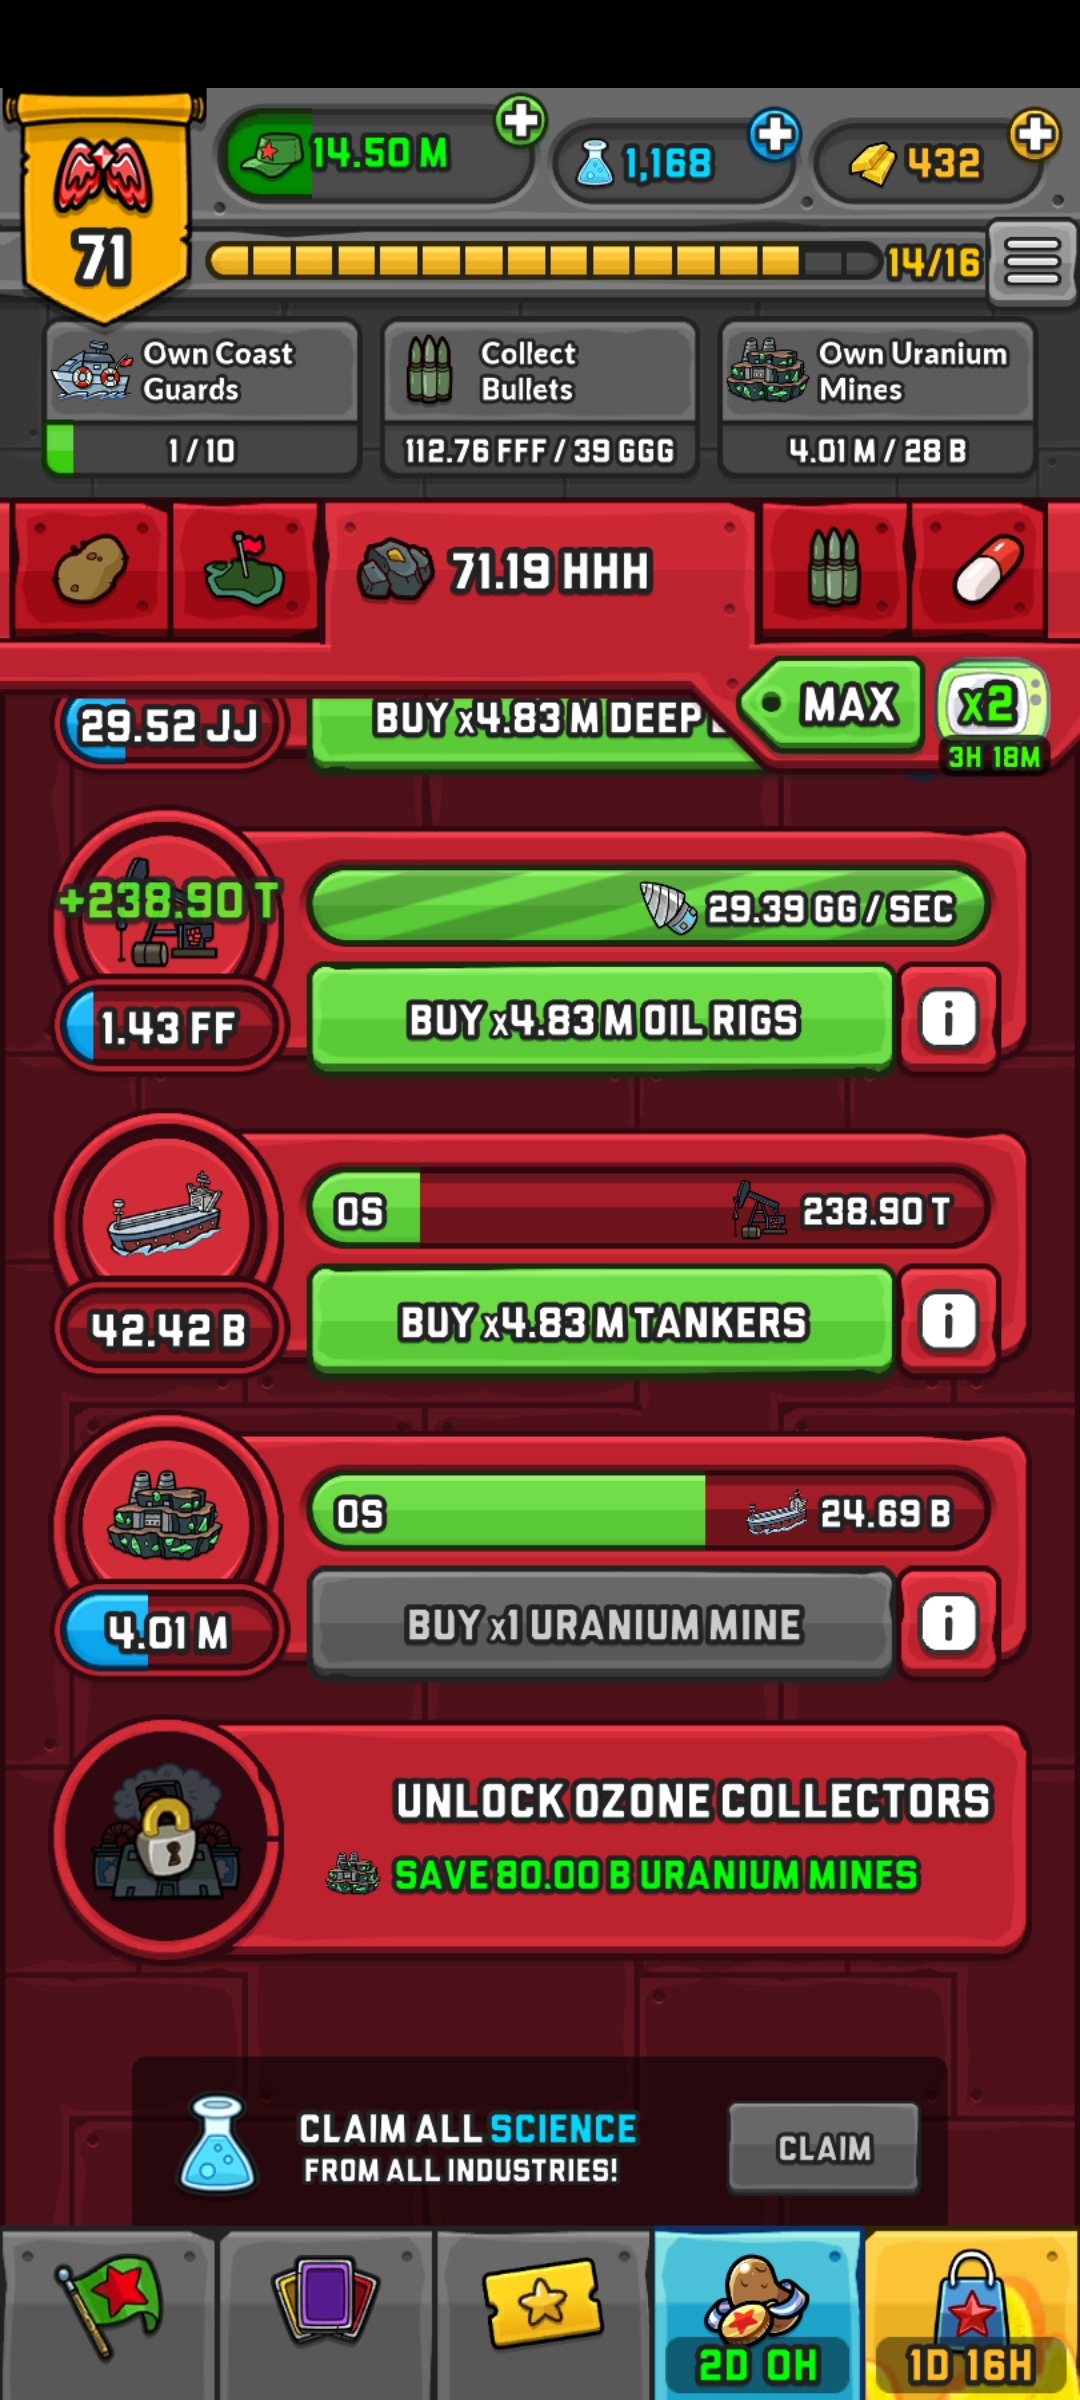 71
14.50 M
1,168
432
14/16
Own Coast
Guards
1 / 10
Collect
Bullets
112.76 FFF / 39 GGG
Own Uranium
Mines
4.01 M / 28 B
71.19 HHH
MAX
x2
3H 18M
29.52 JJ
BUY x4.83 M DEEP
+238.90 T
29.39 GG / SEC
1.43 FF
BUY x4.83 M OIL RIGS
i
0S
238.90 T
42.42 B
BUY x4.83 M TANKERS
i
0S
24.69 B
4.01 M
BUY x1 URANIUM MINE
i
UNLOCK OZONE COLLECTORS
SAVE 80.00 B URANIUM MINES
CLAIM ALL SCIENCE
FROM ALL INDUSTRIES!
CLAIM
2D 0H
1D 16H